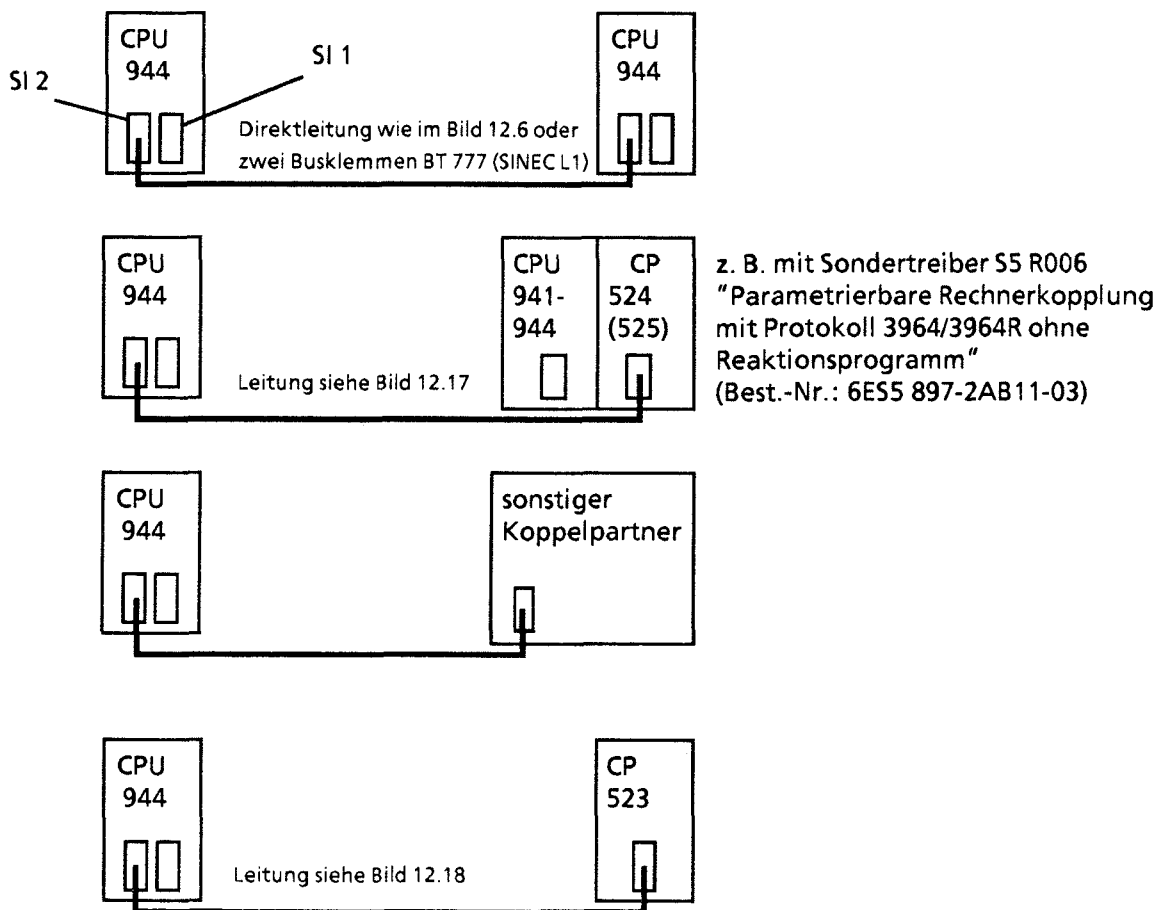 CPU
944
SI 2
SI 1
CPU
944
Direktleitung wie im Bild 12.6 oder
zwei Busklemmen BT 777 (SINEC L1)
CPU
944
CPU
941-
944
CP
524
(525)
Leitung siehe Bild 12.17
z. B. mit Sondertreiber S5 R006
"Parametrierbare Rechnerkopplung
mit Protokoll 3964/3964R ohne
Reaktionsprogramm"
(Best.-Nr.: 6ES5 897-2AB11-03)
CPU
944
sonstiger
Koppelpartner
CPU
944
CP
523
Leitung siehe Bild 12.18